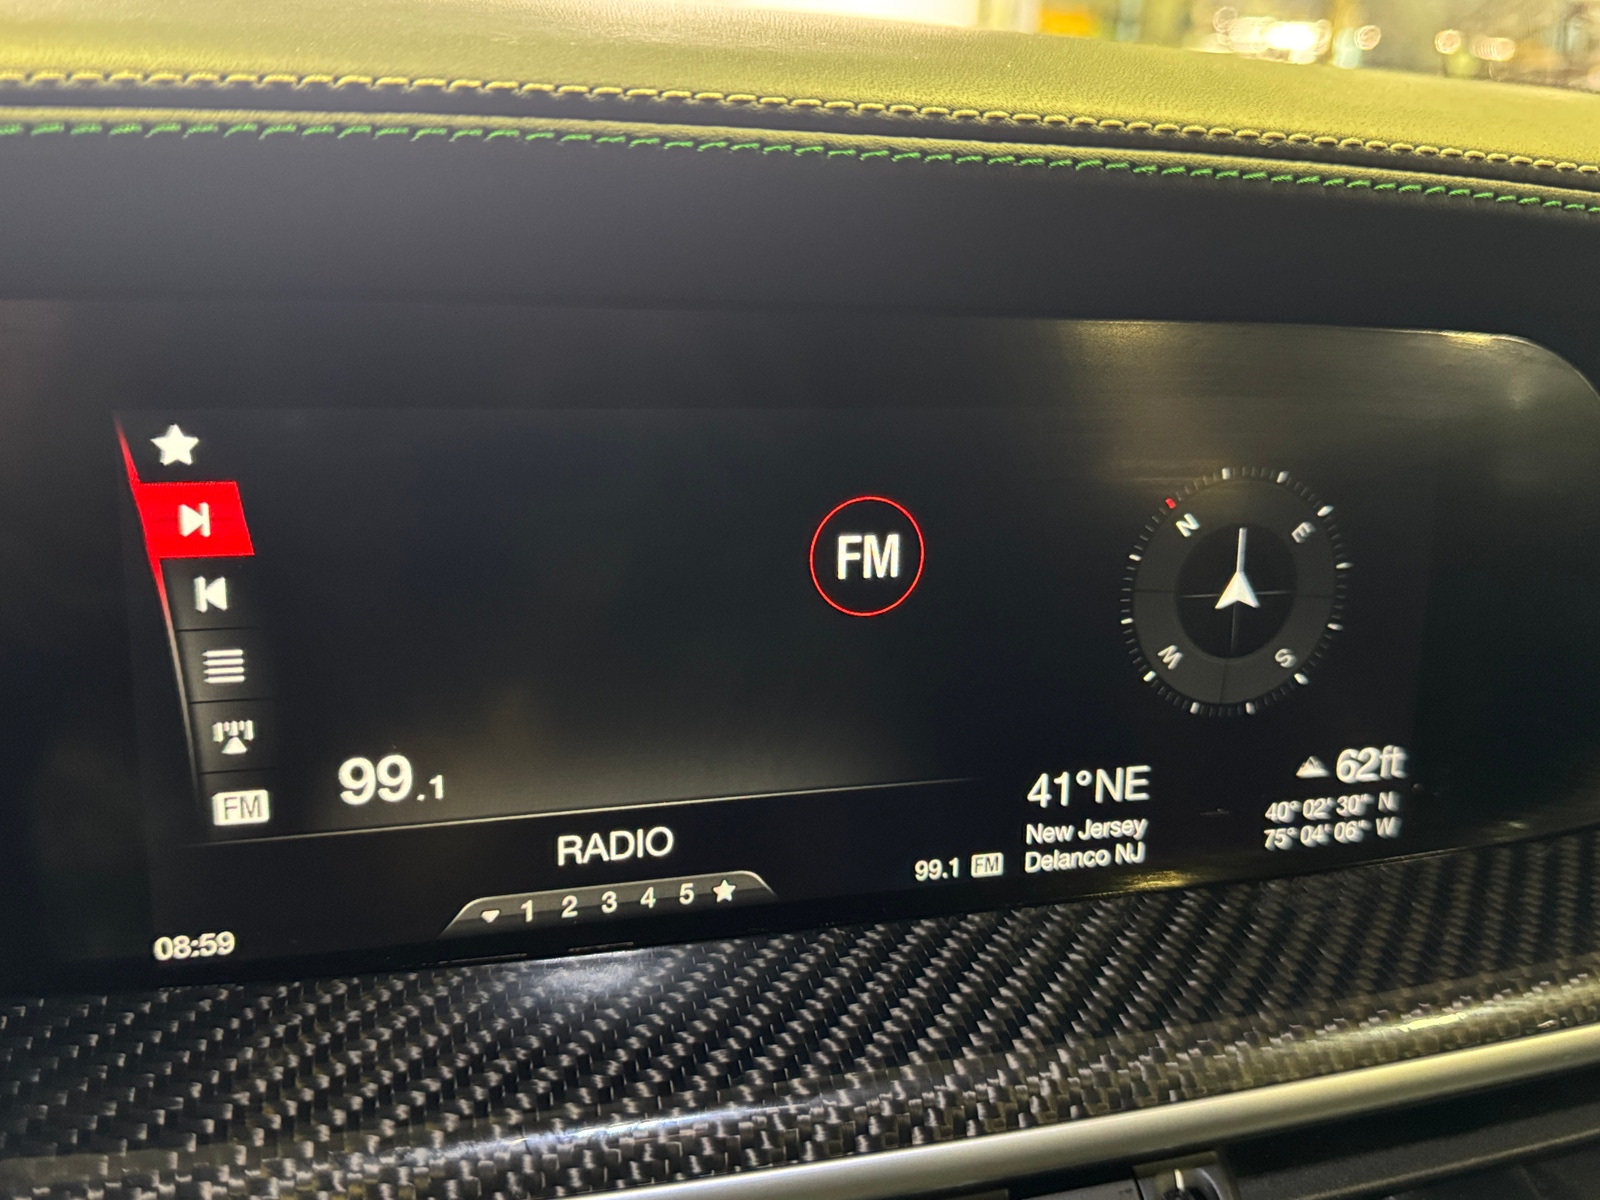 FM
N
E
W
S
FM
99.1
RADIO
1 2 3 4 5
08:59
99.1 FM
41°NE
New Jersey
Delanco NJ
62ft
40° 02' 30" N
75° 04' 06" W